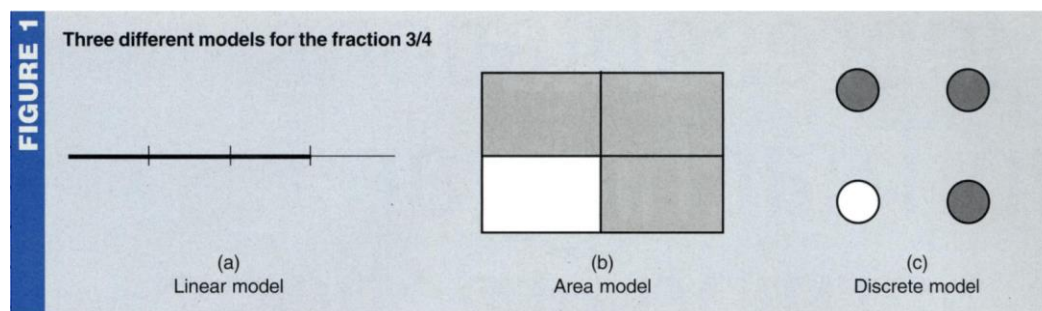 FIGURE 1
Three different models for the fraction 3/4
(a)
Linear model
(b)
Area model
(c)
Discrete model